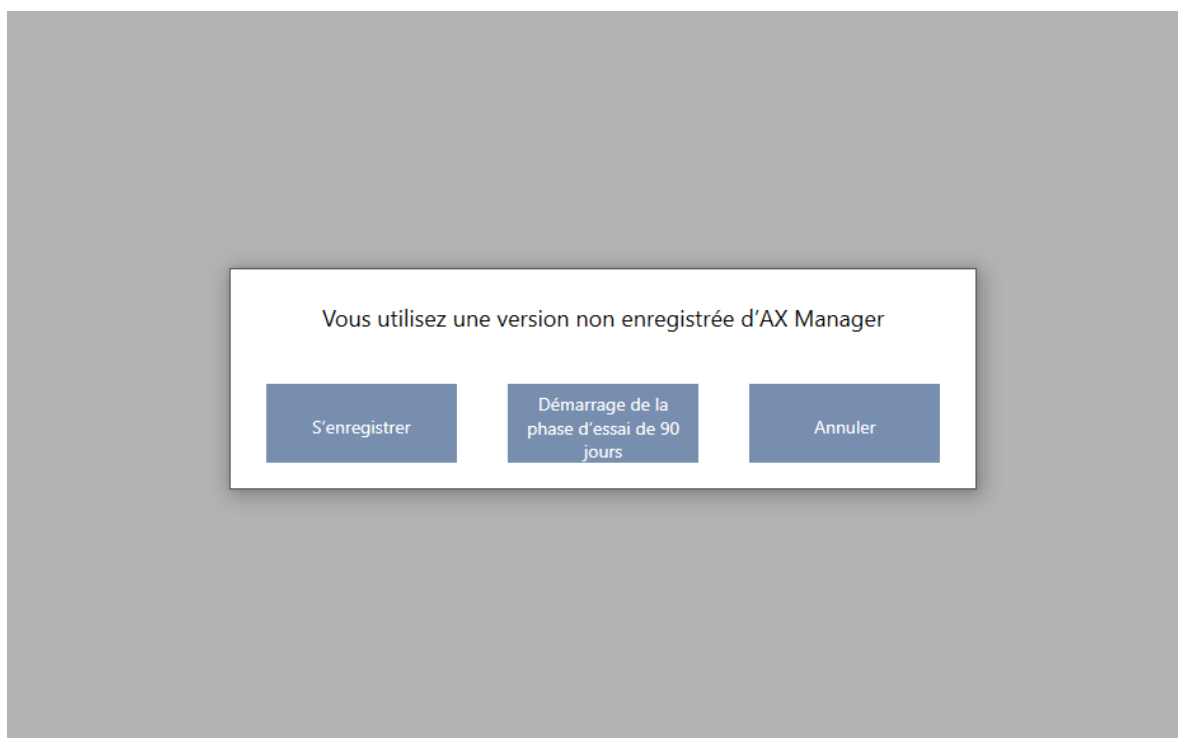 Vous utilisez une version non enregistrée d’AX Manager
S’enregistrer
Démarrage de la
phase d’essai de 90
jours
Annuler